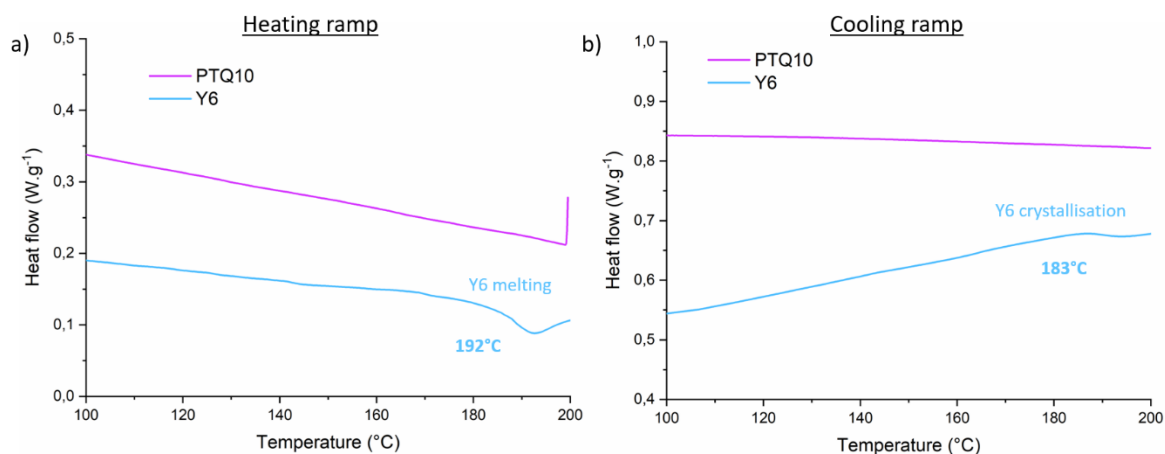 Heating ramp
a)
0,5
0,4
0,3
0,2
0,1
0,0
Heat flow (W.g-1)
PTQ10
Y6
Y6 melting
192°C
100 120 140 160 180 200
Temperature (°C)
Cooling ramp
b)
1,0
0,9
0,8
0,7
0,6
0,5
0,4
Heat flow (W.g-1)
PTQ10
Y6
Y6 crystallisation
183°C
100 120 140 160 180 200
Temperature (°C)